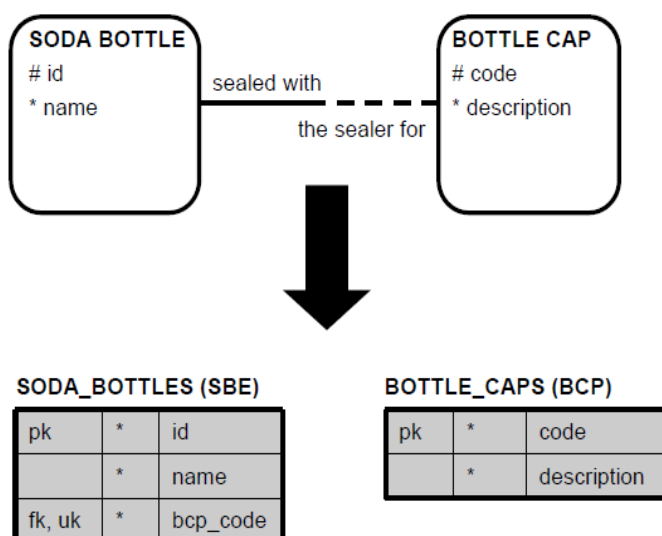 SODA BOTTLE
# id
* name
sealed with
the sealer for
BOTTLE CAP
# code
* description
SODA_BOTTLES (SBE)
pk * id
* name
fk, uk * bcp_code
BOTTLE_CAPS (BCP)
pk * code
* description